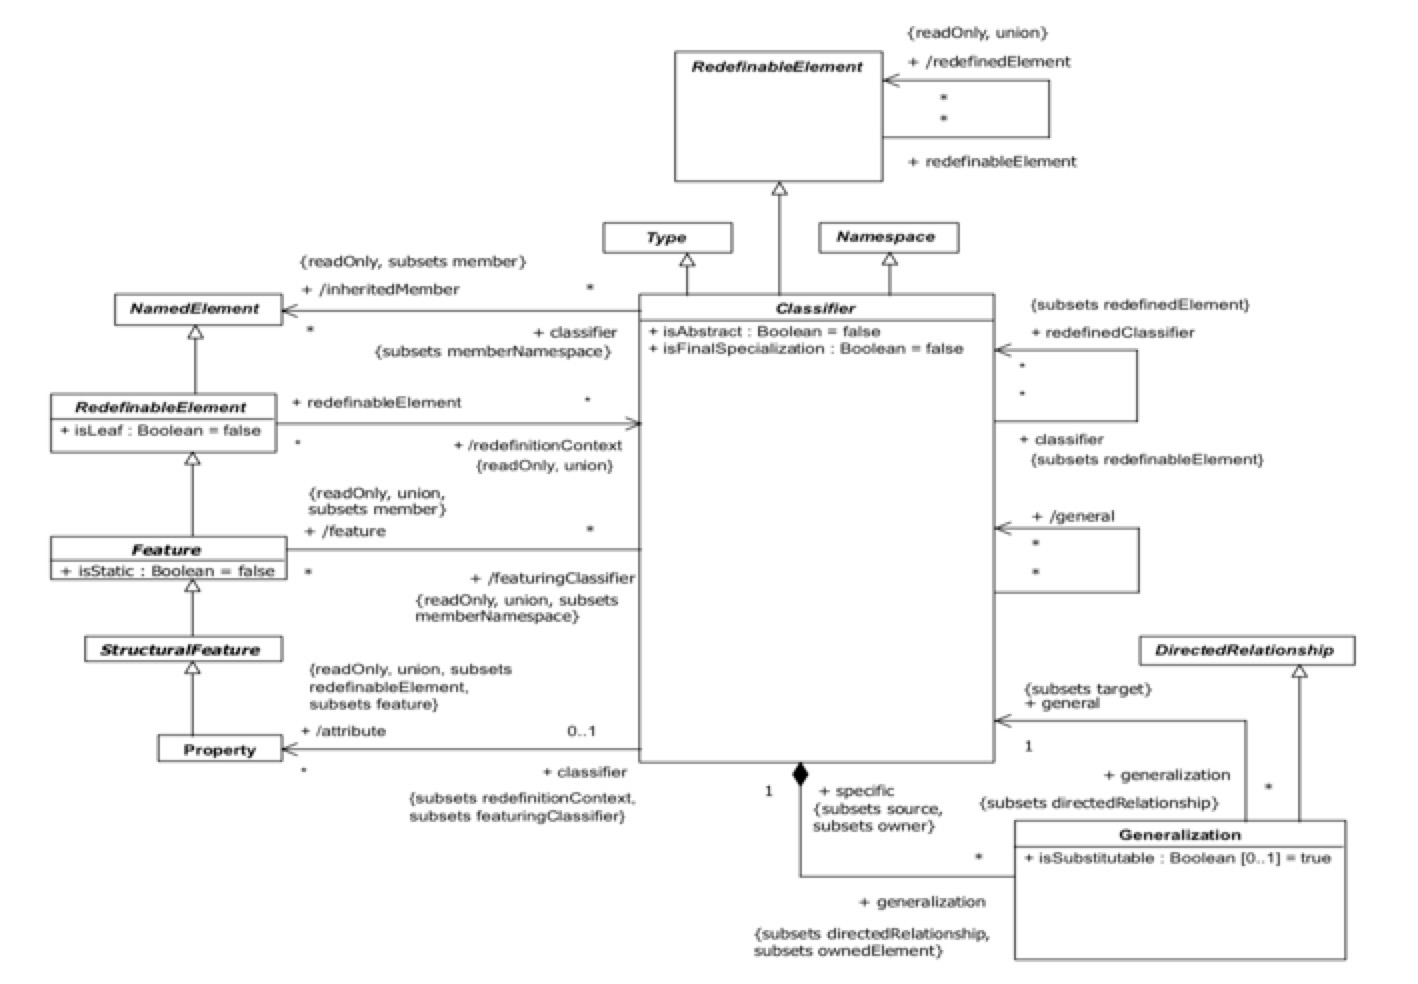 {readOnly, union}
+ /redefinedElement
RedefinableElement
*
*
+ redefinableElement
Type
Namespace
{readOnly, subsets member}
+ /inheritedMember
*
NamedElement
*
+ classifier
{subsets memberNamespace}
Classifier
+ isAbstract : Boolean = false
+ isFinalSpecialization : Boolean = false
{subsets redefinedElement}
+ redefinedClassifier
*
*
+ classifier
{subsets redefinableElement}
RedefinableElement
+ isLeaf : Boolean = false
+ redefinableElement
*
*
+ /redefinitionContext
{readOnly, union}
{readOnly, union,
subsets member}
+ /feature
*
Feature
+ isStatic : Boolean = false
*
+ /featuringClassifier
{readOnly, union, subsets
memberNamespace}
+ /general
*
*
StructuralFeature
{readOnly, union, subsets
redefinableElement,
subsets feature}
+ /attribute
0..1
Property
*
+ classifier
{subsets redefinitionContext,
subsets featuringClassifier}
DirectedRelationship
{subsets target}
+ general
1
+ generalization
*
{subsets directedRelationship}
1
+ specific
{subsets source,
subsets owner}
Generalization
+ isSubstitutable : Boolean [0..1] = true
*
+ generalization
{subsets directedRelationship,
subsets ownedElement}